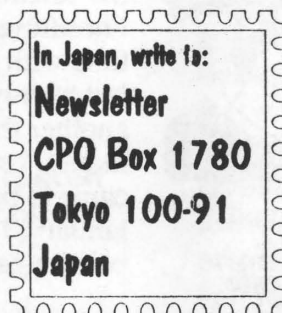 In Japan, write to:
Newsletter
CPO Box 1780
Tokyo 100-91
Japan